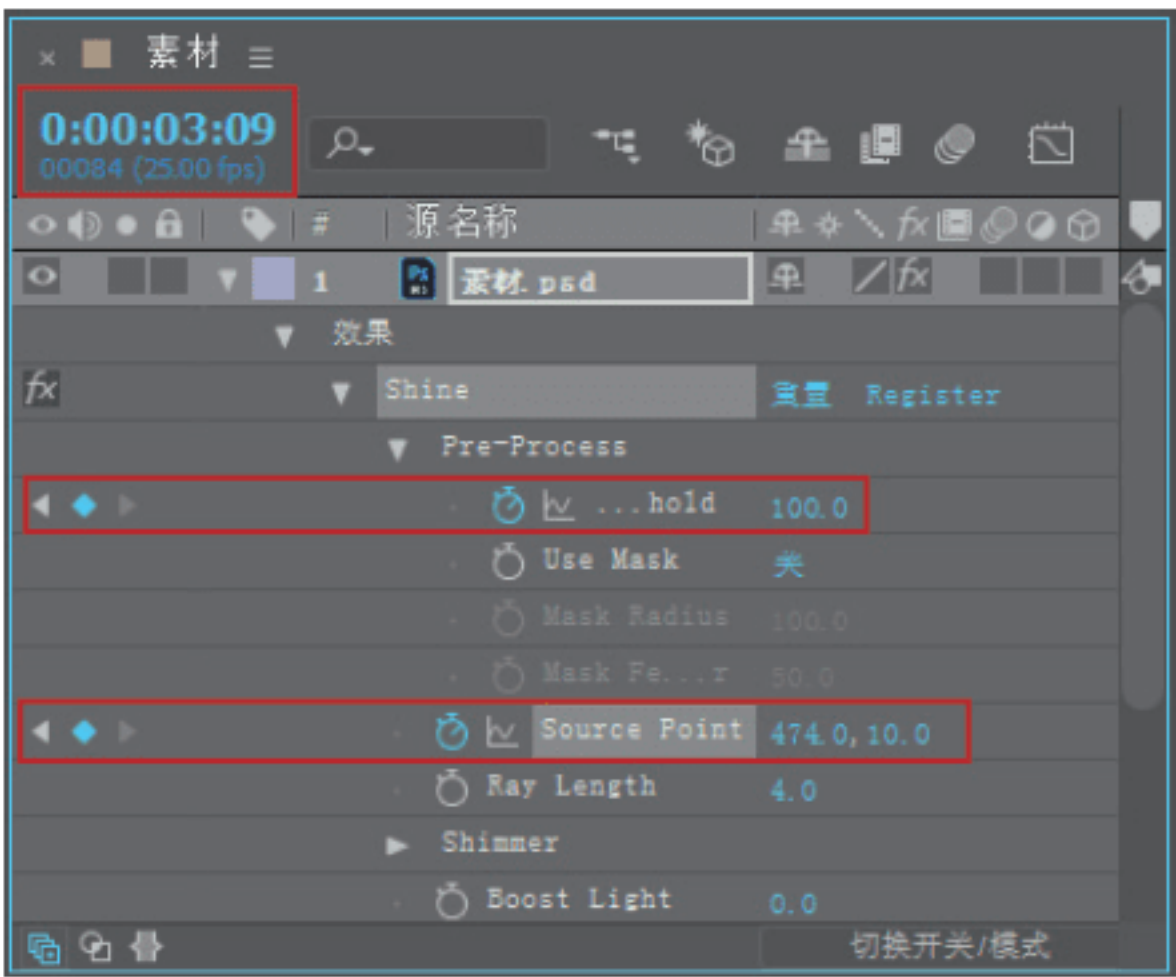 × 素材 ☰
0:00:03:09
00084 (25.00 fps)
# 源名称 fx
1 素材.psd fx
效果
fx Shine 重置 Register
Pre-Process
...hold 100.0
Use Mask 关
Mask Radius 100.0
Mask Fe...r 50.0
Source Point 474.0,10.0
Ray Length 4.0
Shimmer
Boost Light 0.0
切换开关/模式